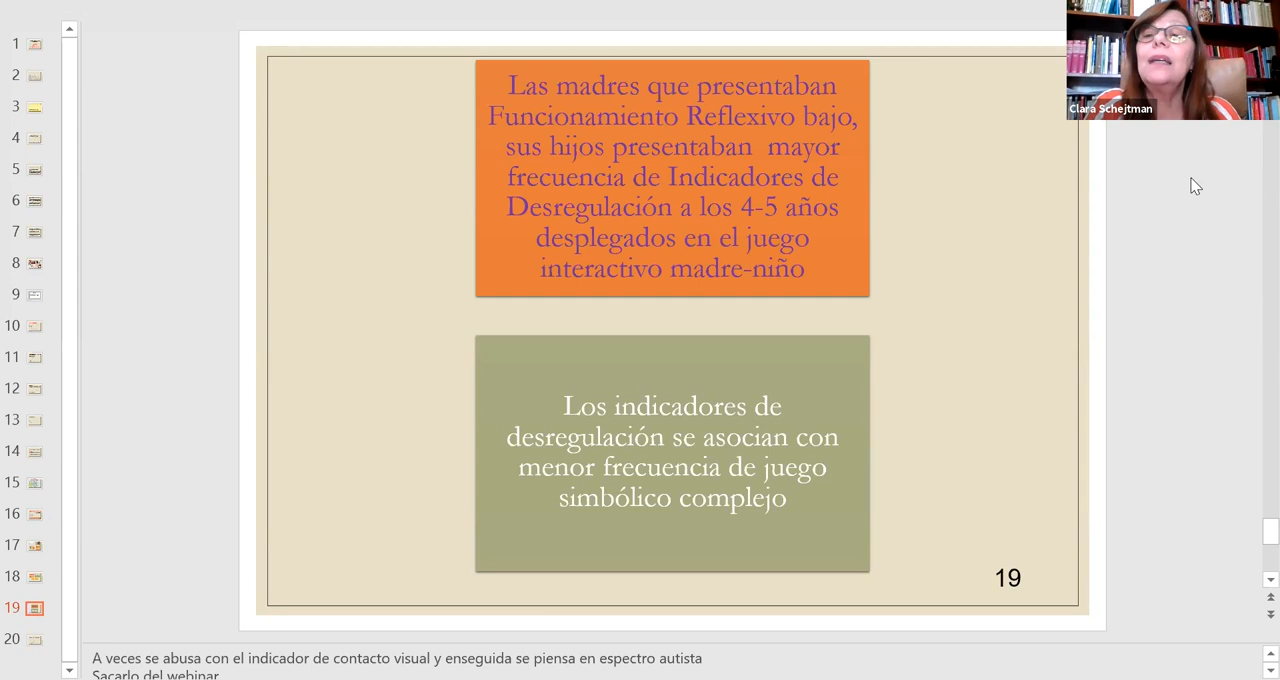 1
2
3
4
5
6
7
8
9
10
11
12
13
14
15
16
17
18
19
20
Las madres que presentaban
Funcionamiento Reflexivo bajo,
sus hijos presentaban mayor
frecuencia de Indicadores de
Desregulación a los 4-5 años
desplegados en el juego
interactivo madre-niño
Los indicadores de
desregulación se asocian con
menor frecuencia de juego
simbólico complejo
19
Clara Schejtman
A veces se abusa con el indicador de contacto visual y enseguida se piensa en espectro autista
Sacarlo del webinar